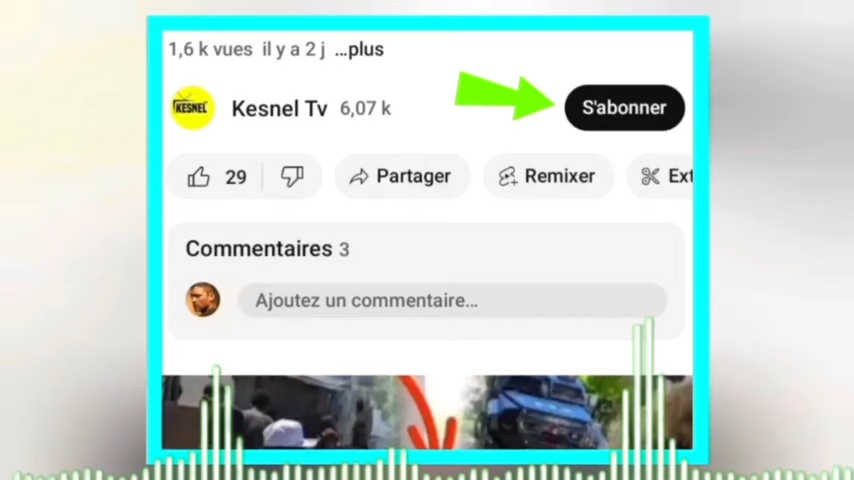 1,6 k vues il y a 2 j ...plus
KESNEL
Kesnel Tv 6,07 k
S'abonner
29
Partager
Remixer
Ext
Commentaires 3
Ajoutez un commentaire...